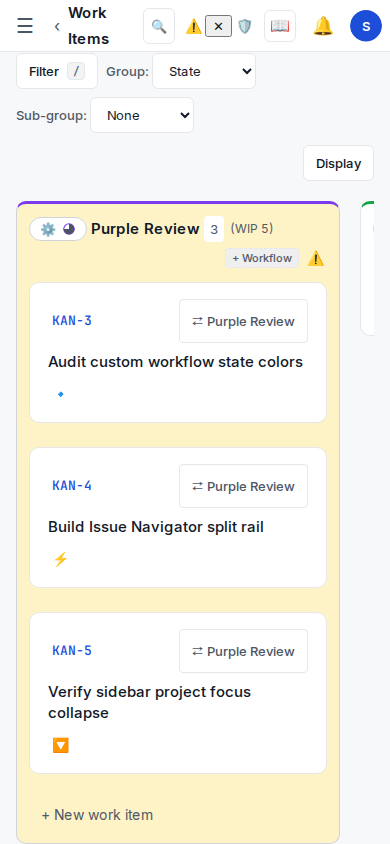 Work
Items
S
Filter /
Group: State
Sub-group: None
Display
Purple Review 3 (WIP 5)
+ Workflow
KAN-3
Purple Review
Audit custom workflow state colors
KAN-4
Purple Review
Build Issue Navigator split rail
KAN-5
Purple Review
Verify sidebar project focus
collapse
+ New work item